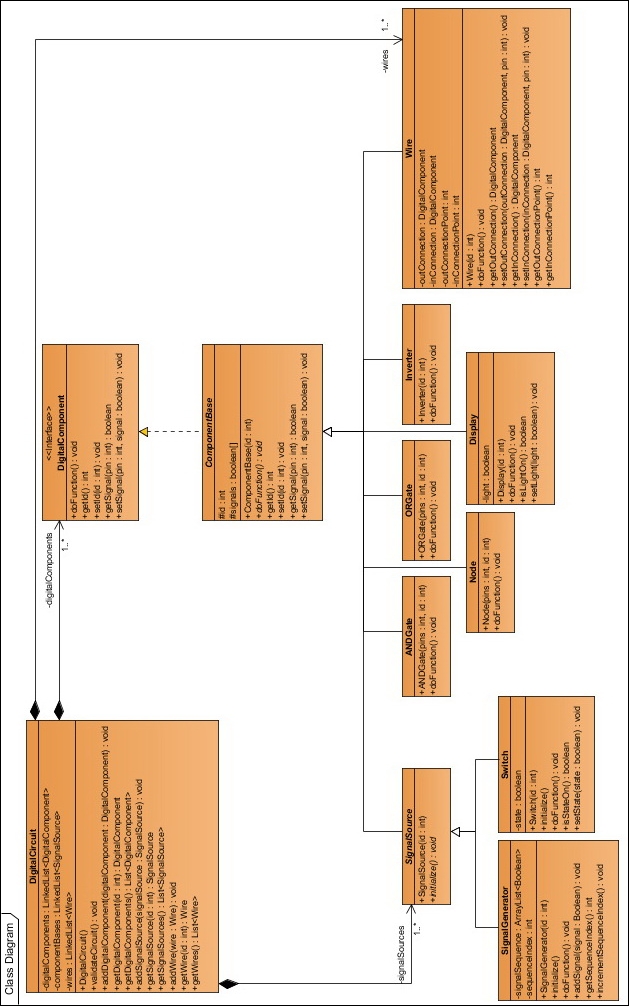 Class Diagram
DigitalCircuit
-digitalComponents : LinkedList<DigitalComponent>
-componentBases : LinkedList<SignalSource>
-wires : LinkedList<Wire>
+DigitalCircuit()
+validateCircuit() : void
+addDigitalComponent(digitalComponent : DigitalComponent) : void
+getDigitalComponent(id : int) : DigitalComponent
+getDigitalComponents() : List<DigitalComponent>
+addSignalSource(signalSource : SignalSource) : void
+getSignalSource(id : int) : SignalSource
+getSignalSources() : List<SignalSource>
+addWire(wire : Wire) : void
+getWire(id : int) : Wire
+getWires() : List<Wire>
-digitalComponents
1..*
-wires
1..*
-signalSources
1..*
<<Interface>>
DigitalComponent
+doFunction() : void
+getId() : int
+setId(id : int) : void
+getSignal(pin : int) : boolean
+setSignal(pin : int, signal : boolean) : void
ComponentBase
#id : int
#signals : boolean[]
+ComponentBase(id : int)
+doFunction() : void
+getId() : int
+setId(id : int) : void
+getSignal(pin : int) : boolean
+setSignal(pin : int, signal : boolean) : void
SignalSource
+SignalSource(id : int)
+initialize() : void
ANDGate
+ANDGate(pins : int, id : int)
+doFunction() : void
ORGate
+ORGate(pins : int, id : int)
+doFunction() : void
Inverter
+Inverter(id : int)
+doFunction() : void
Wire
-outConnection : DigitalComponent
-inConnection : DigitalComponent
-outConnectionPoint : int
-inConnectionPoint : int
+Wire(id : int)
+doFunction() : void
+getOutConnection() : DigitalComponent
+setOutConnection(outConnection : DigitalComponent, pin : int) : void
+getInConnection() : DigitalComponent
+setInConnection(inConnection : DigitalComponent, pin : int) : void
+getOutConnectionPoint() : int
+getInConnectionPoint() : int
Node
+Node(pins : int, id : int)
+doFunction() : void
Display
-light : boolean
+Display(id : int)
+doFunction() : void
+isLightOn() : boolean
+setLight(light : boolean) : void
SignalGenerator
-signalSequence : ArrayList<Boolean>
-sequenceIndex : int
+SignalGenerator(id : int)
+initialize()
+doFunction() : void
+addSignal(signal : Boolean) : void
+getSequenceIndex() : int
+incrementSequenceIndex() : void
Switch
-state : boolean
+Switch(id : int)
+initialize()
+doFunction() : void
+isStateOn() : boolean
+setState(state : boolean) : void